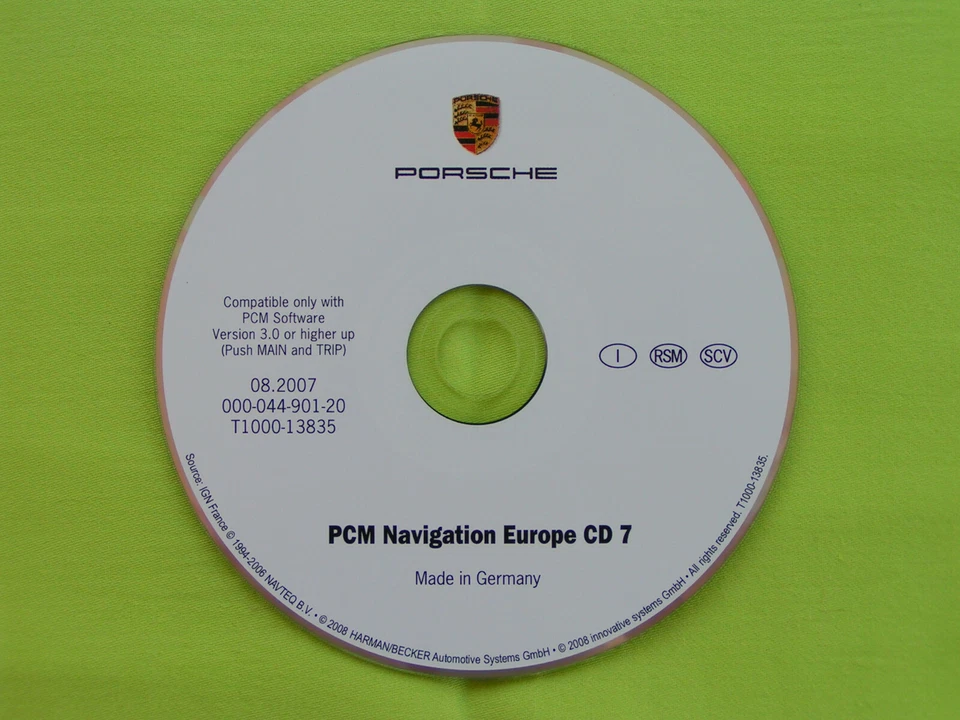 PORSCHE
PORSCHE
Compatible only with
PCM Software
Version 3.0 or higher up
(Push MAIN and TRIP)
08.2007
000-044-901-20
T1000-13835
I RSM SCV
PCM Navigation Europe CD 7
Made in Germany
Source: IGN France © 1994-2006 NAVTEQ B.V. • © 2008 HARMAN/BECKER Automotive Systems GmbH • © 2008 innovative systems GmbH • All rights reserved. T1000-13835.